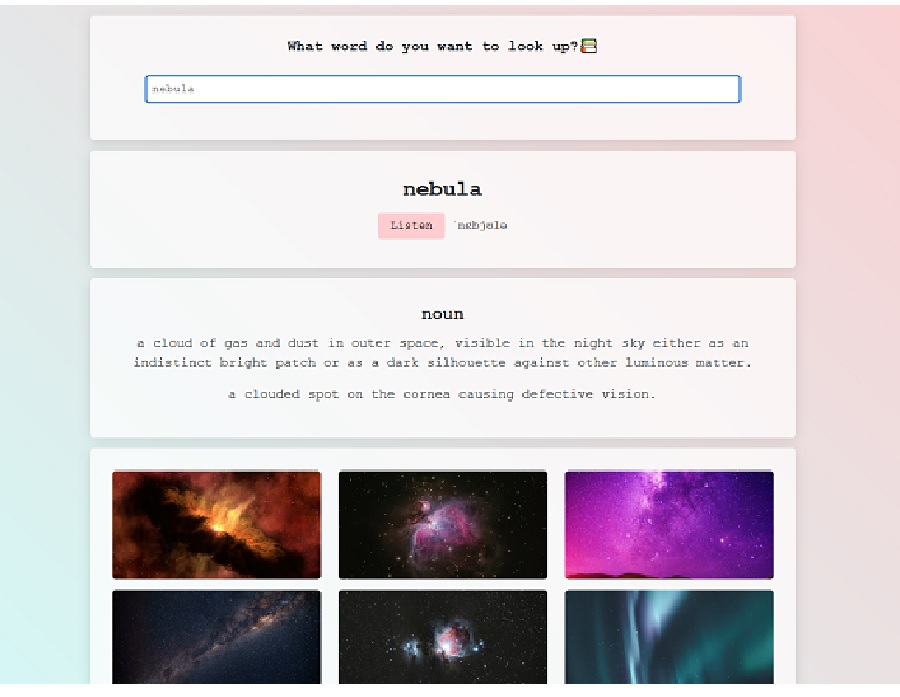 What word do you want to look up?📚
nebula
nebula
Listen ˈnɛbjʊlə
noun
a cloud of gas and dust in outer space, visible in the night sky either as an
indistinct bright patch or as a dark silhouette against other luminous matter.
a clouded spot on the cornea causing defective vision.